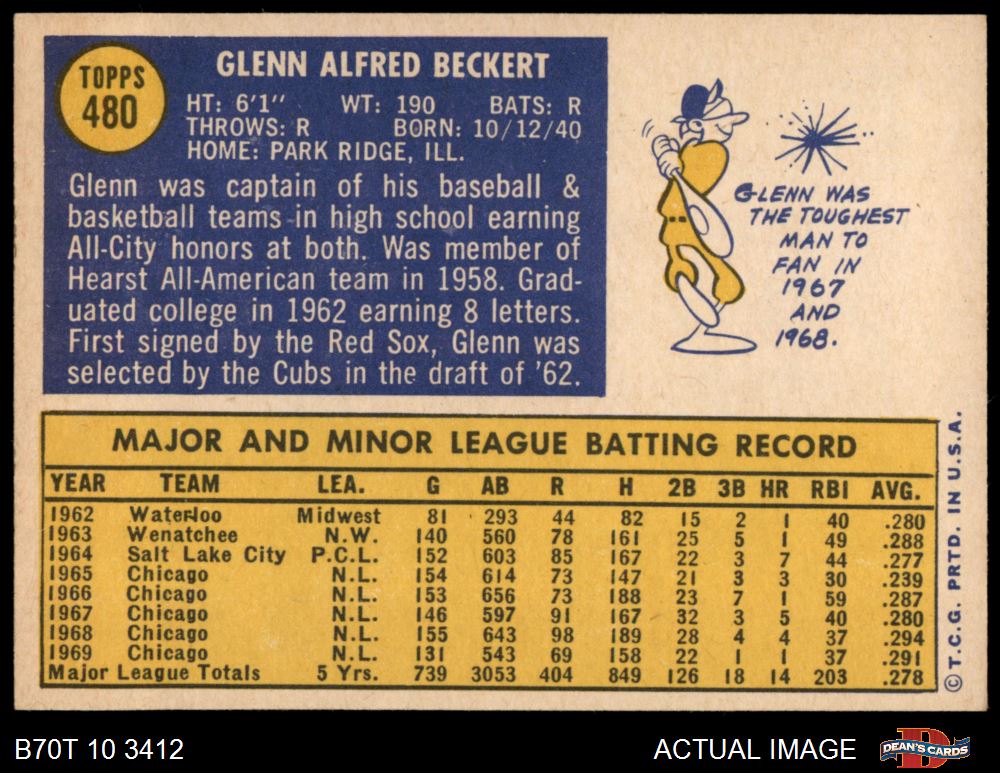 TOPPS
480
GLENN ALFRED BECKERT
HT: 6'1" WT: 190 BATS: R
THROWS: R BORN: 10/12/40
HOME: PARK RIDGE, ILL.
Glenn was captain of his baseball &
basketball teams in high school earning
All-City honors at both. Was member of
Hearst All-American team in 1958. Grad-
uated college in 1962 earning 8 letters.
First signed by the Red Sox, Glenn was
selected by the Cubs in the draft of '62.
GLENN WAS
THE TOUGHEST
MAN TO
FAN IN
1967
AND
1968.
MAJOR AND MINOR LEAGUE BATTING RECORD
YEAR TEAM LEA. G AB R H 2B 3B HR RBI AVG.
1962 Waterloo Midwest 81 293 44 82 15 2 1 40 .280
1963 Wenatchee N.W. 140 560 78 161 25 5 1 49 .288
1964 Salt Lake City P.C.L. 152 603 85 167 22 3 7 44 .277
1965 Chicago N.L. 154 614 73 147 21 3 3 30 .239
1966 Chicago N.L. 153 656 73 188 23 7 1 59 .287
1967 Chicago N.L. 146 597 91 167 32 3 5 40 .280
1968 Chicago N.L. 155 643 98 189 28 4 4 37 .294
1969 Chicago N.L. 131 543 69 158 22 1 1 37 .291
Major League Totals 5 Yrs. 739 3053 404 849 126 18 14 203 .278
©T.C.G. PRTD. IN U.S.A.
B70T 10 3412
ACTUAL IMAGE
DEAN'S CARDS